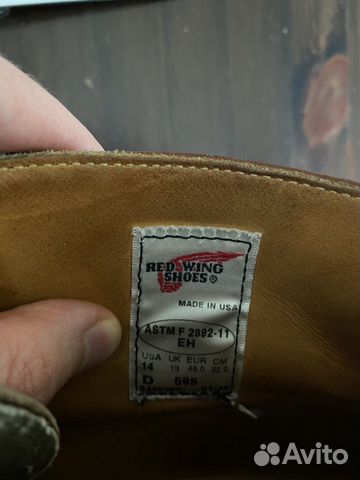 RED WING
SHOES®
MADE IN USA
ASTM F 2892-11
EH
USA UK EUR CM
14 13 48.0 32.0
D 595
Avito